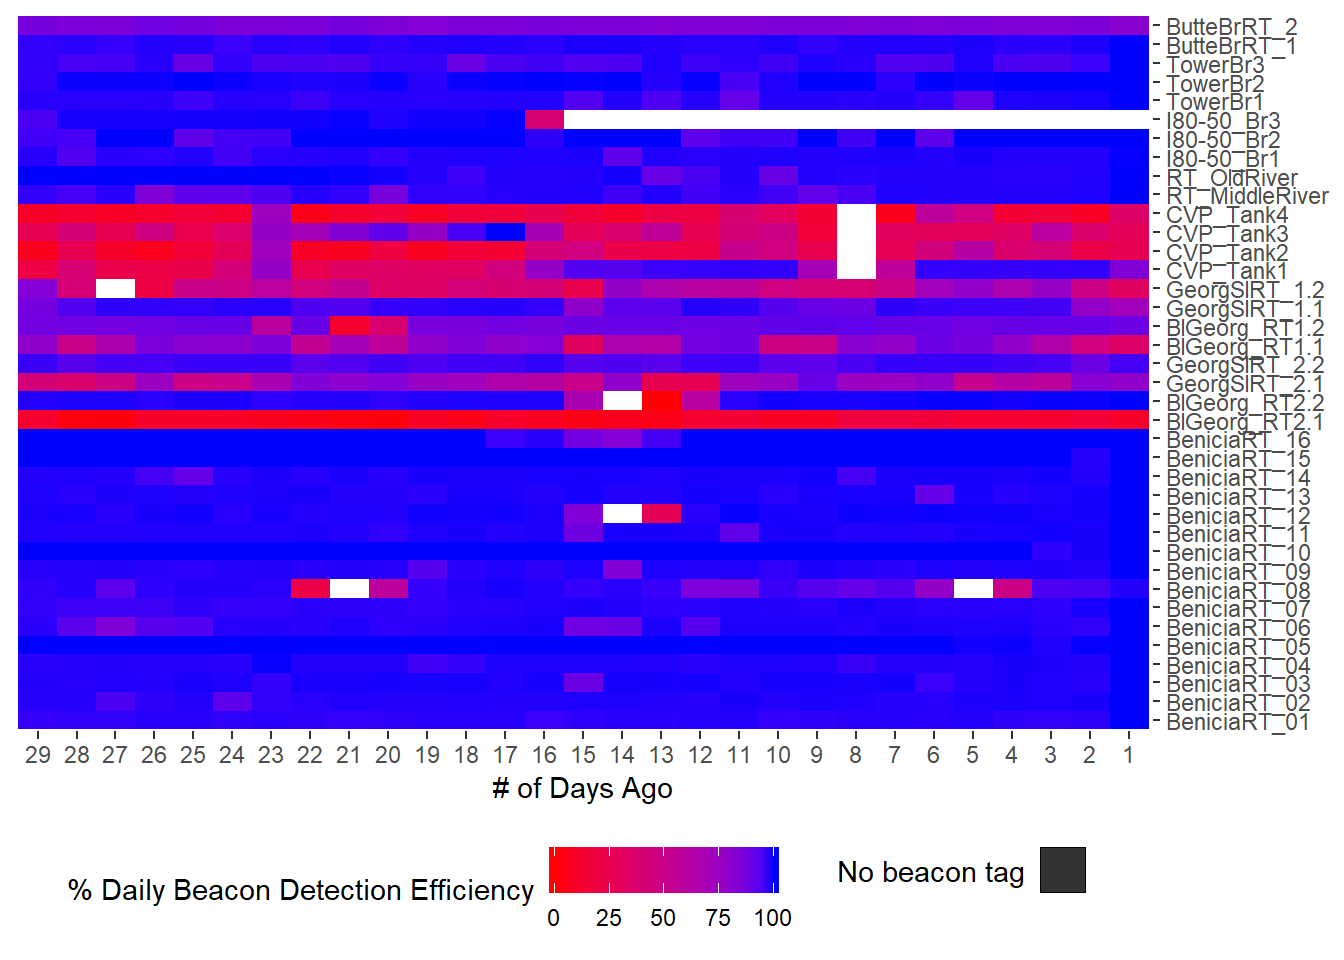 ButteBrRT_2
ButteBrRT_1
TowerBr3
TowerBr2
TowerBr1
I80-50_Br3
I80-50_Br2
I80-50_Br1
RT_OldRiver
RT_MiddleRiver
CVP_Tank4
CVP_Tank3
CVP_Tank2
CVP_Tank1
GeorgSlRT_1.2
GeorgSlRT_1.1
BlGeorg_RT1.2
BlGeorg_RT1.1
GeorgSlRT_2.2
GeorgSlRT_2.1
BlGeorg_RT2.2
BlGeorg_RT2.1
BeniciaRT_16
BeniciaRT_15
BeniciaRT_14
BeniciaRT_13
BeniciaRT_12
BeniciaRT_11
BeniciaRT_10
BeniciaRT_09
BeniciaRT_08
BeniciaRT_07
BeniciaRT_06
BeniciaRT_05
BeniciaRT_04
BeniciaRT_03
BeniciaRT_02
BeniciaRT_01
29 28 27 26 25 24 23 22 21 20 19 18 17 16 15 14 13 12 11 10 9 8 7 6 5 4 3 2 1
# of Days Ago
% Daily Beacon Detection Efficiency
0 25 50 75 100
No beacon tag